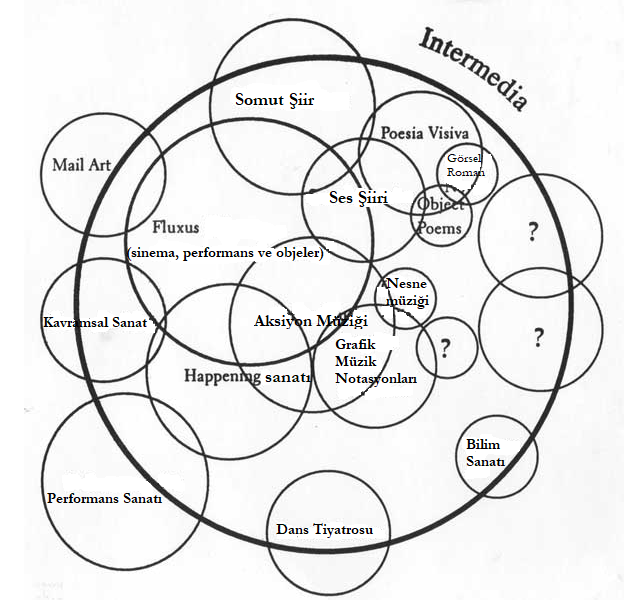 Intermedia
Somut Şiir
Poesia Visiva
Mail Art
Görsel
Roman
Ses Şiiri
Object
Poems
Fluxus
(sinema, performans ve objeler)
?
Nesne
müziği
Kavramsal Sanat
Aksiyon Müziği
?
Grafik
Müzik
Notasyonları
?
Happening sanatı
Bilim
Sanatı
Performans Sanatı
Dans Tiyatrosu